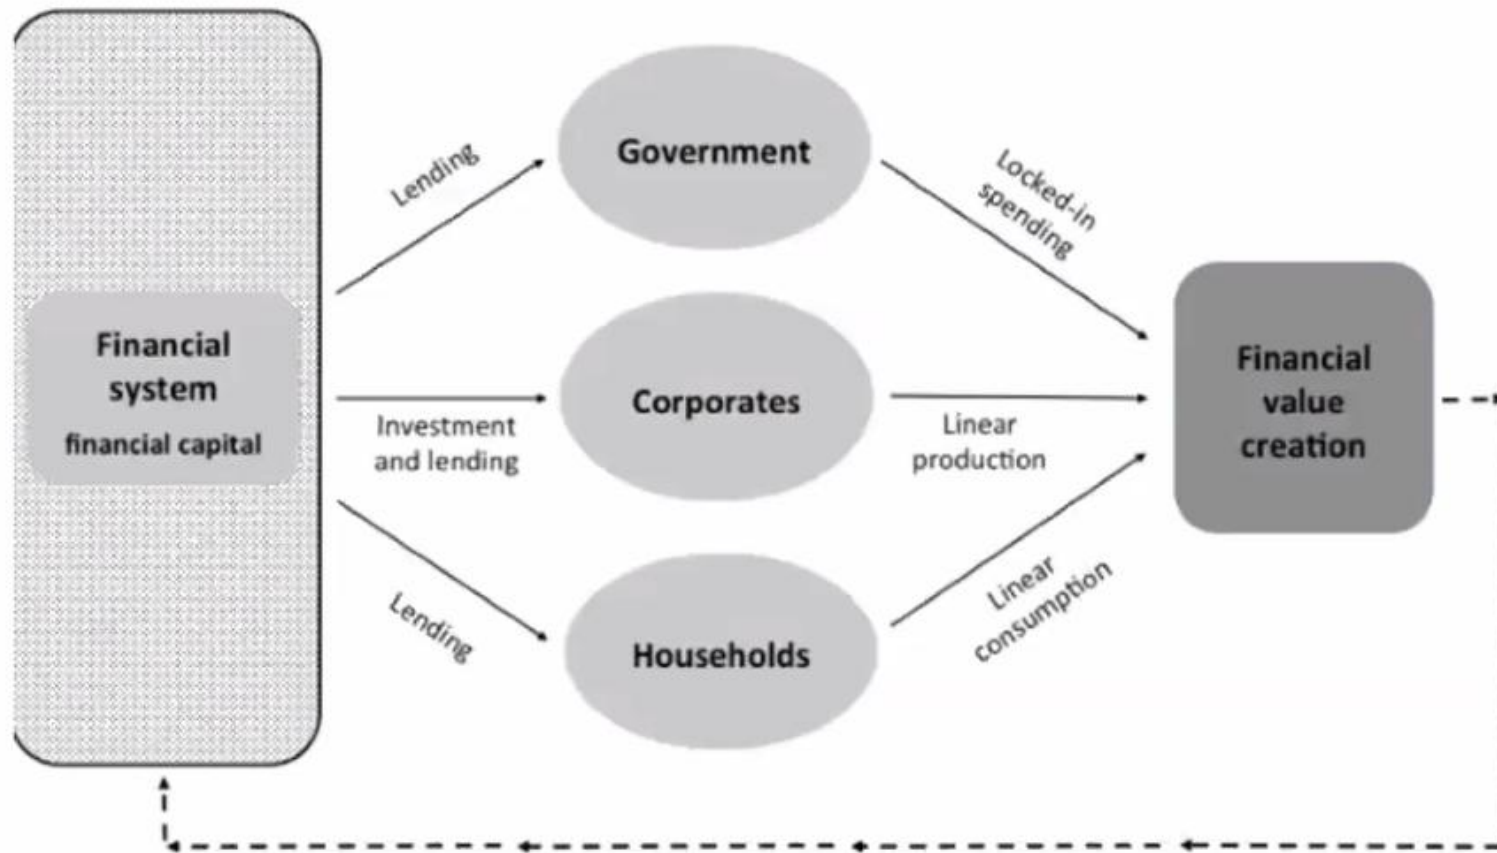 Financial
system
financial capital
Lending
Investment
and lending
Lending
Government
Corporates
Households
Locked-in
spending
Linear
production
Linear
consumption
Financial
value
creation